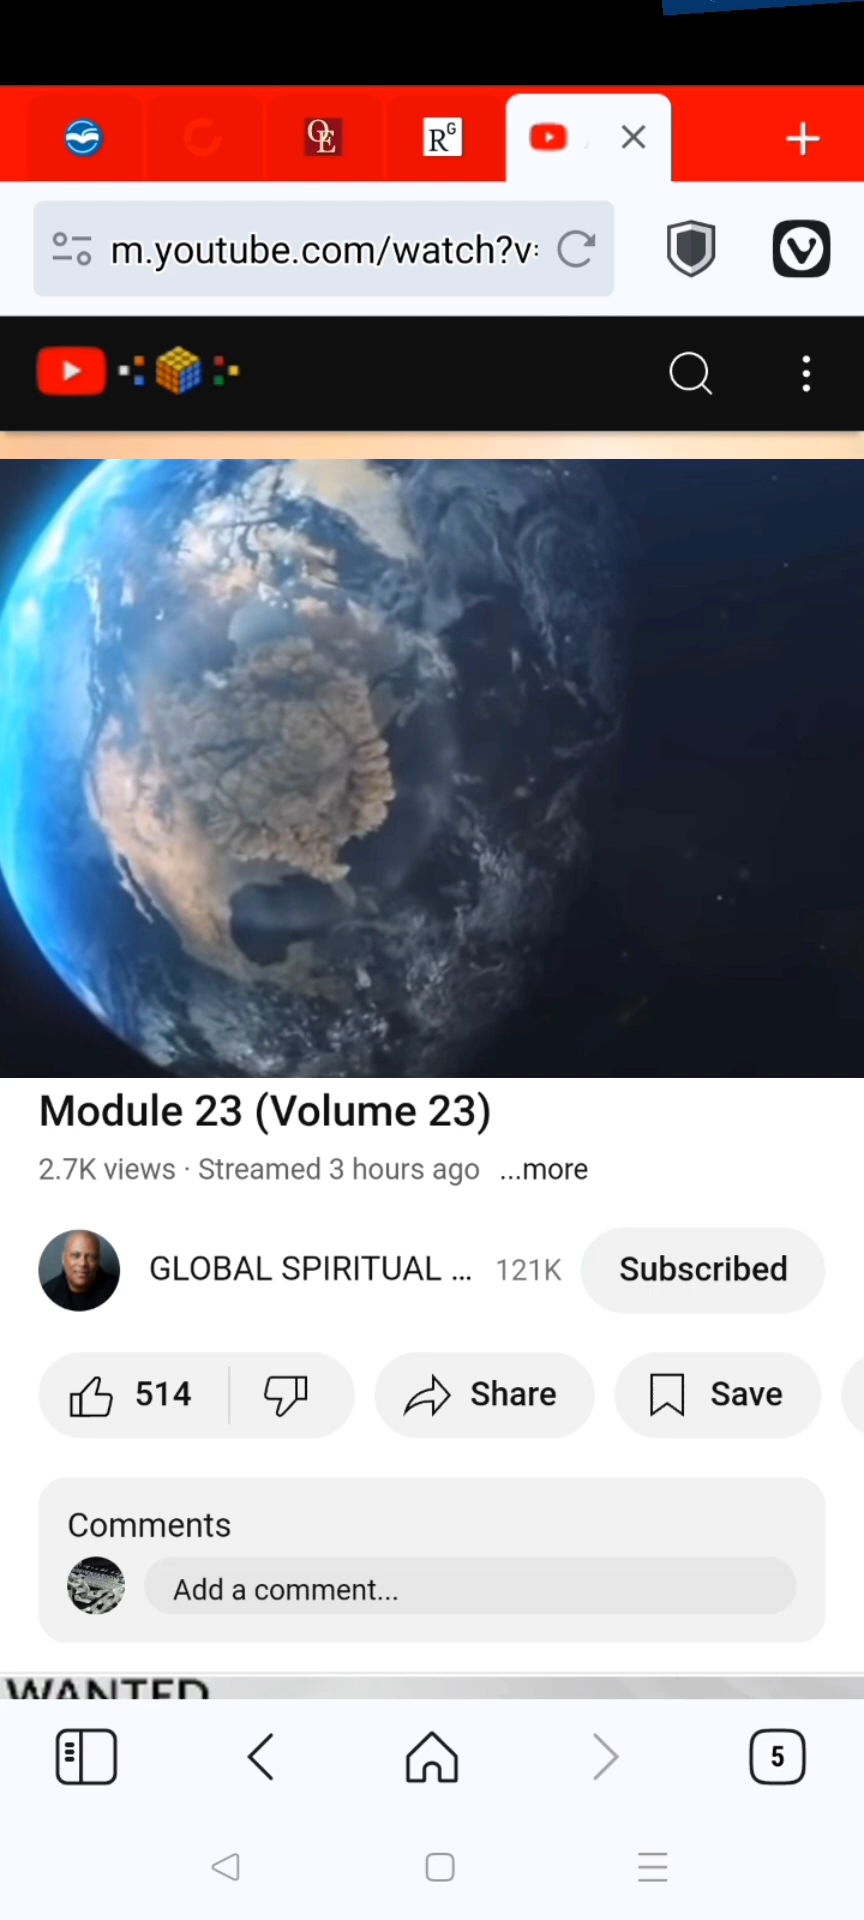 m.youtube.com/watch?v
Module 23 (Volume 23)
2.7K views · Streamed 3 hours ago ...more
GLOBAL SPIRITUAL ... 121K Subscribed
514 Share Save
Comments
Add a comment...
WANTED
5